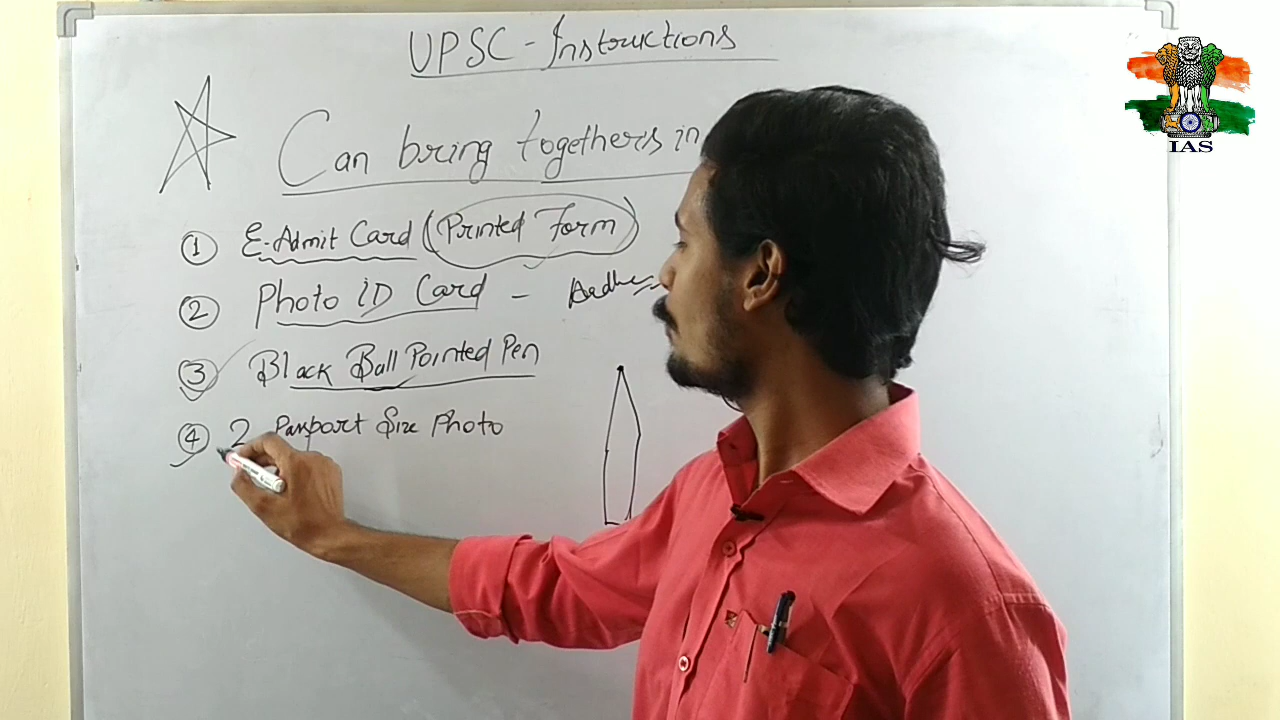 UPSC - Instructions
Can bring togethers in
① E-Admit Card (Printed Form)
② Photo ID Card -
③ Black Ball Pointed Pen
④ 2 Passport Size Photo
IAS